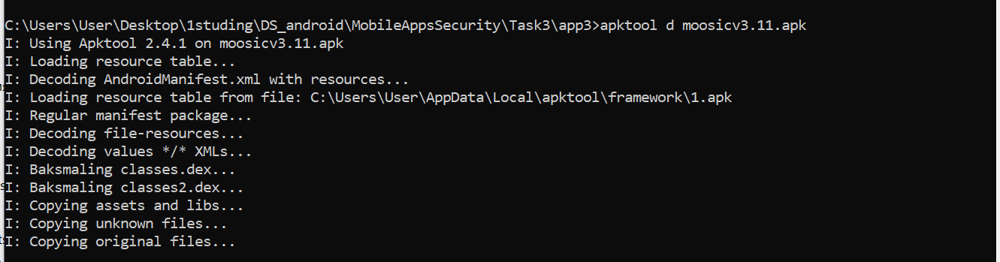 C:\Users\User\Desktop\1studing\DS_android\MobileAppsSecurity\Task3\app3>apktool d moosicv3.11.apk
I: Using Apktool 2.4.1 on moosicv3.11.apk
I: Loading resource table...
I: Decoding AndroidManifest.xml with resources...
I: Loading resource table from file: C:\Users\User\AppData\Local\apktool\framework\1.apk
I: Regular manifest package...
I: Decoding file-resources...
I: Decoding values */* XMLs...
I: Baksmaling classes.dex...
I: Baksmaling classes2.dex...
I: Copying assets and libs...
I: Copying unknown files...
I: Copying original files...